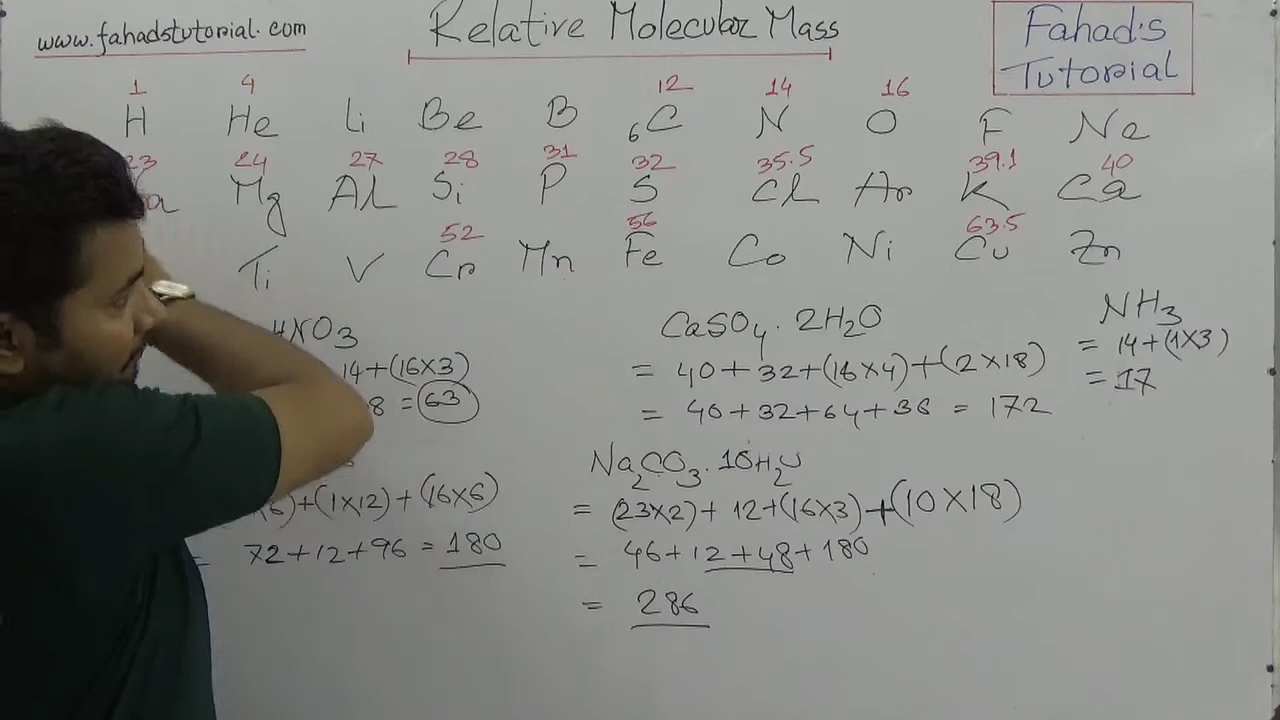 www.fahadstutorial.com
Relative Molecular Mass
Fahad's
Tutorial
1 4 12 14 16
H He Li Be B 6C N O F Ne
23 24 27 28 31 32 35.5 39.1 40
Mg Al Si P S Cl Ar K Ca
52 56 63.5
Ti V Cr Mn Fe Co Ni Cu Zn
HNO3
14+(16×3)
8 = 63
72+12+96 = 180
6)+(1×12)+(16×6)
CaSO4 . 2H2O
= 40+32+(16×4)+(2×18)
= 40+32+64+36 = 172
Na2CO3 . 10H2O
= (23×2)+12+(16×3)+(10×18)
= 46+12+48+180
= 286
NH3
= 14+(1×3)
= 17